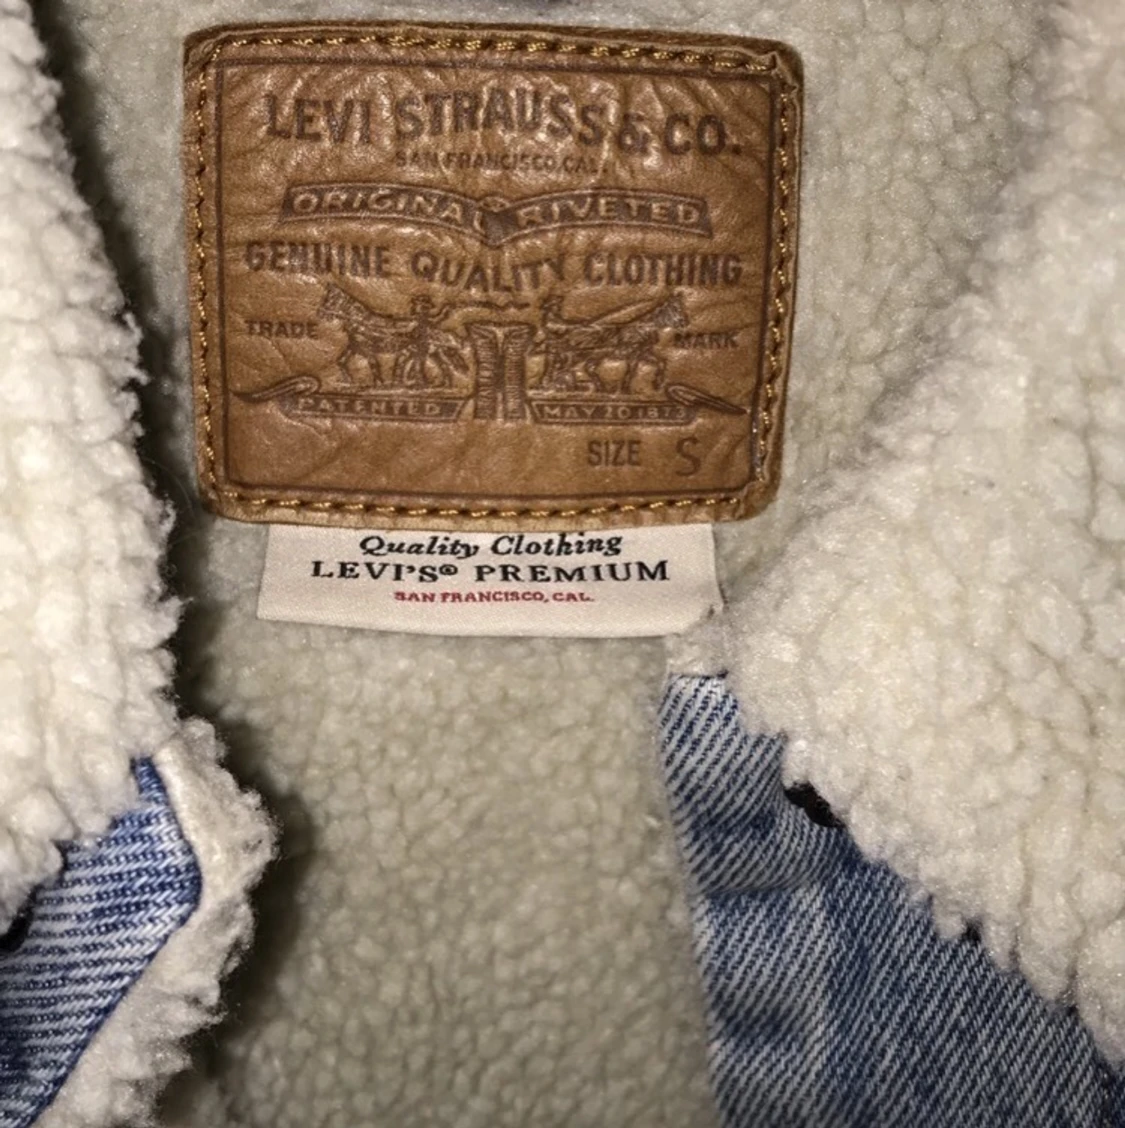 LEVI STRAUSS & CO.
SAN FRANCISCO, CAL.
ORIGINAL RIVETED
GENUINE QUALITY CLOTHING
TRADE MARK
PATENTED MAY 20 1873
SIZE S
Quality Clothing
LEVI'S® PREMIUM
SAN FRANCISCO, CAL.